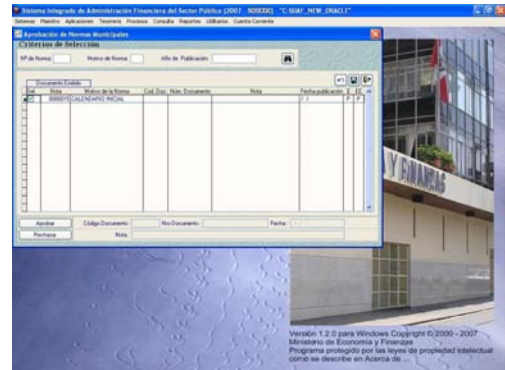 Sistema Integrado de Administración Financiera del Sector Público (2007 -
Sistemas Maestro Aplicaciones Tesorería Procesos Consulta Reportes Utilitarios Cuenta Corriente
Aprobación de Normas Municipales
Criterios de Selección
Nº de Norma Motivo de Norma Año de Publicación
Documento Emitido
Sel. Nota Motivo de la Norma Cod. Doc. Núm. Documento Nota Fecha publicación E EE
CALENDARIO INICIAL / / P P
Aprobar Código Documento: Nro Documento: Fecha:
Rechazar Nota:
Y FINANZAS
Versión 1.2.0 para Windows Copyright © 2000 - 2007
Ministerio de Economía y Finanzas
Programa protegido por las leyes de propiedad intelectual
como se describe en Acerca de ...